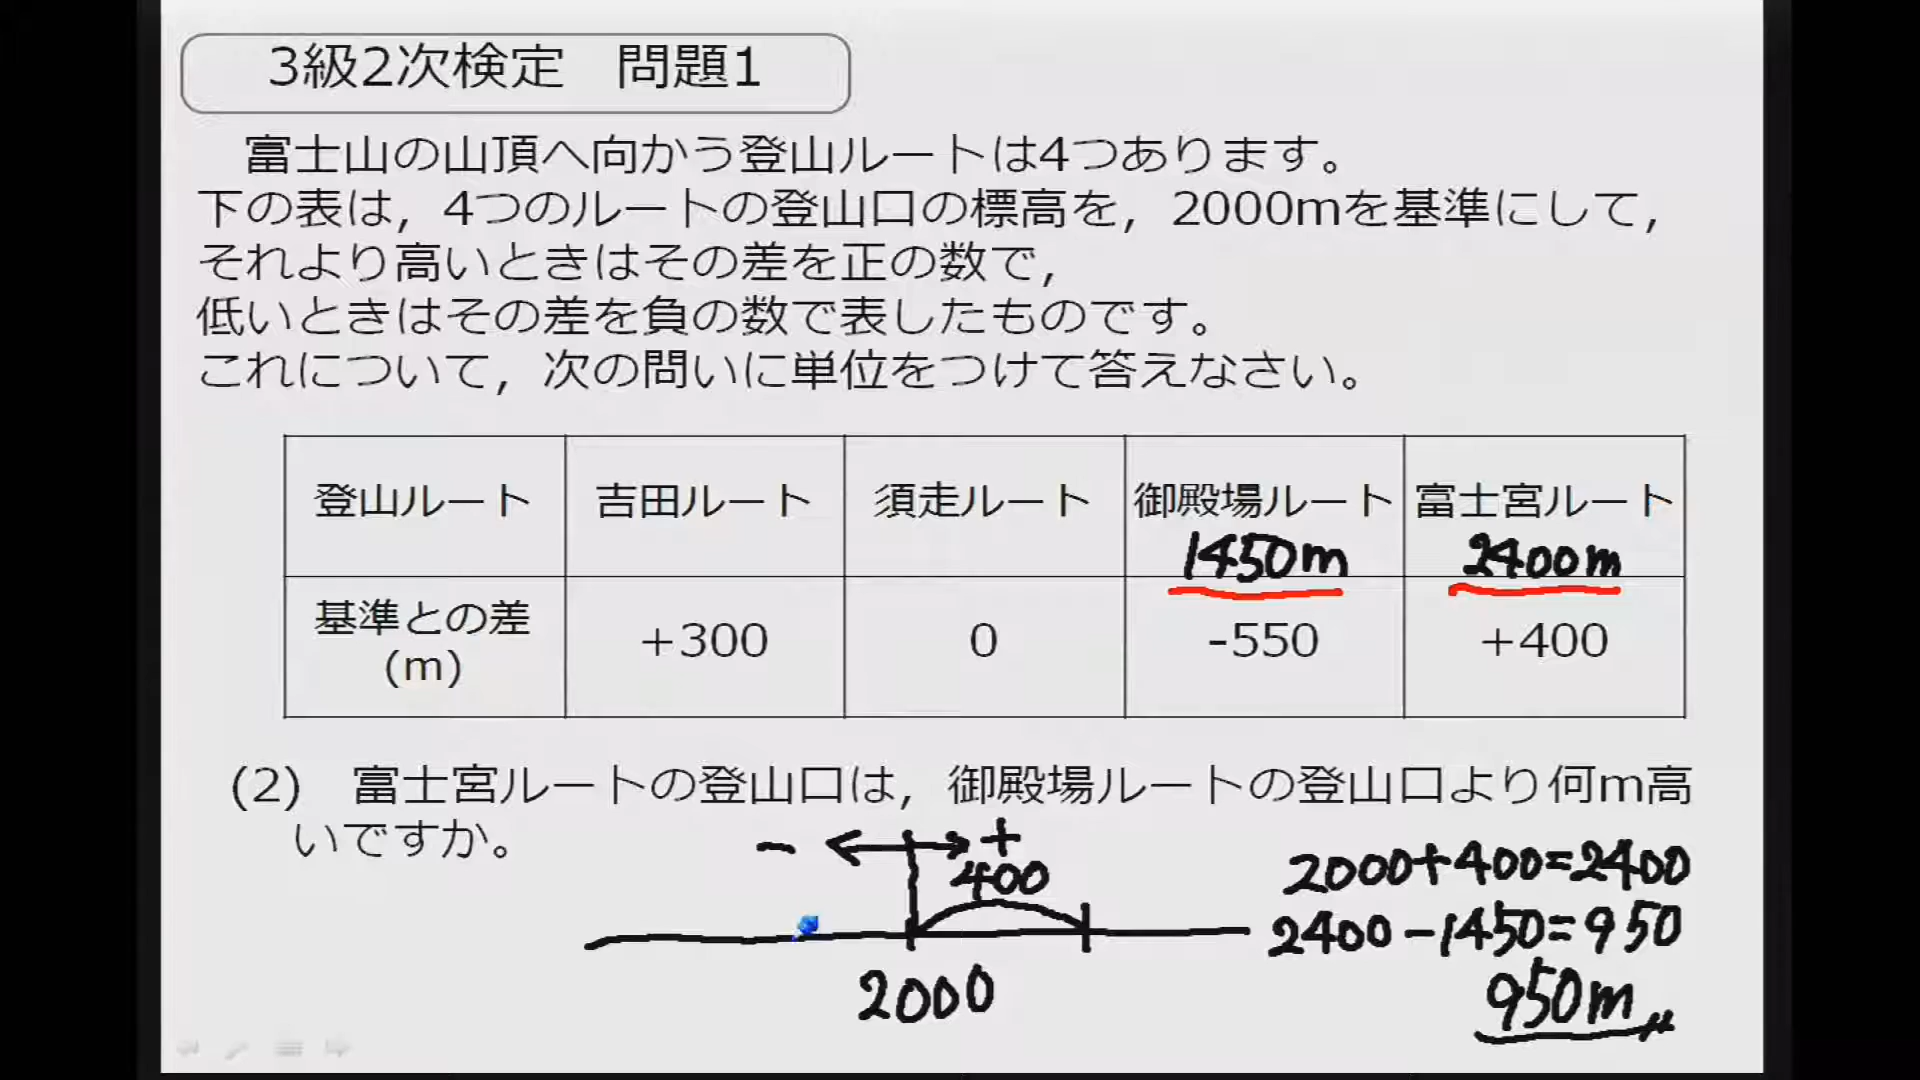 3級2次検定　問題1
富士山の山頂へ向かう登山ルートは4つあります。
下の表は，4つのルートの登山口の標高を，2000mを基準にして，
それより高いときはその差を正の数で，
低いときはその差を負の数で表したものです。
これについて，次の問いに単位をつけて答えなさい。
登山ルート　吉田ルート　須走ルート　御殿場ルート　富士宮ルート
1450m　2400m
基準との差(m)　+300　0　-550　+400
(2)　富士宮ルートの登山口は，御殿場ルートの登山口より何m高
いですか。
−　+
400
2000
2000+400=2400
2400−1450=950
950m